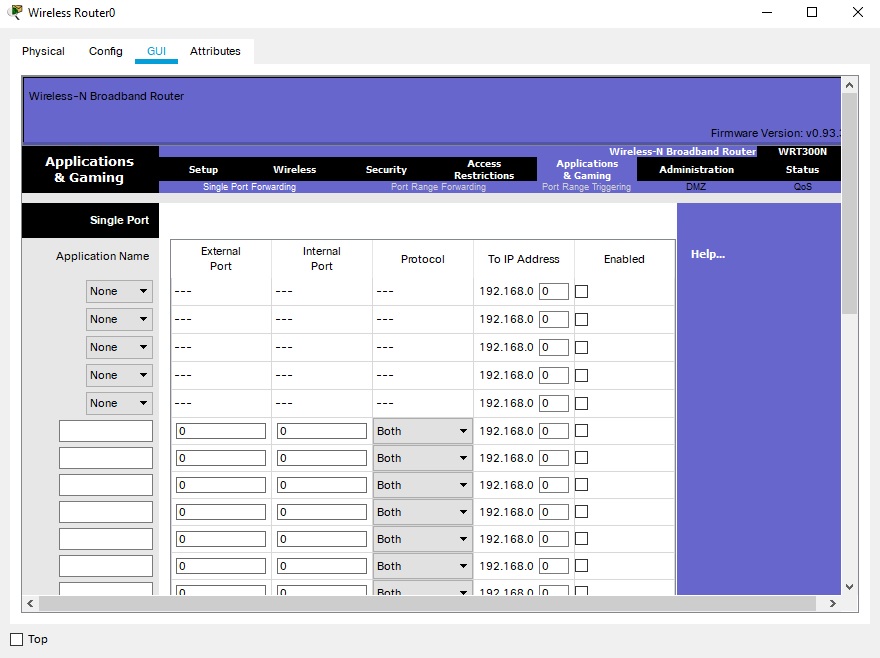 Wireless Router0
Physical Config GUI Attributes
Wireless-N Broadband Router
Firmware Version: v0.93.
Wireless-N Broadband Router WRT300N
Applications & Gaming
Setup Wireless Security Access Restrictions Applications & Gaming Administration Status
Single Port Forwarding Port Range Forwarding Port Range Triggering DMZ QoS
Single Port
Help...
Application Name External Port Internal Port Protocol To IP Address Enabled
None --- --- --- 192.168.0 0
None --- --- --- 192.168.0 0
None --- --- --- 192.168.0 0
None --- --- --- 192.168.0 0
None --- --- --- 192.168.0 0
0 0 Both 192.168.0 0
0 0 Both 192.168.0 0
0 0 Both 192.168.0 0
0 0 Both 192.168.0 0
0 0 Both 192.168.0 0
0 0 Both 192.168.0 0
0 0 Both 192.168.0 0
Top